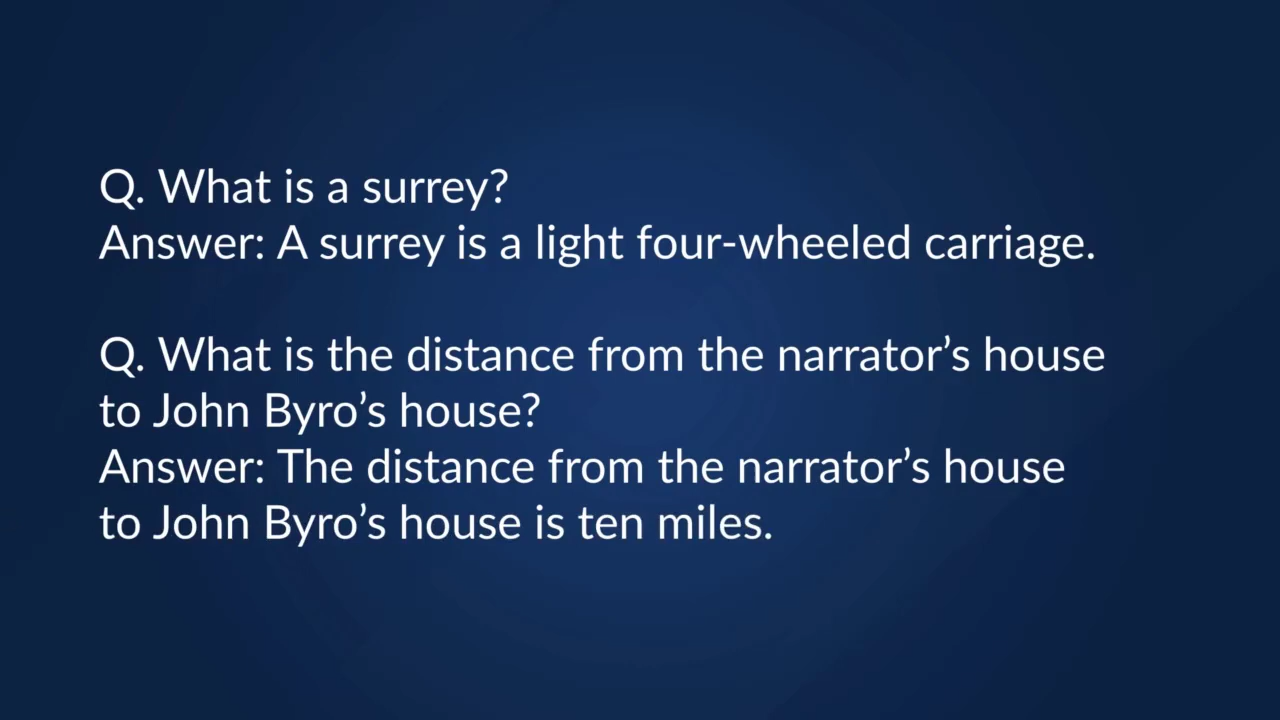 Q. What is a surrey?
Answer: A surrey is a light four-wheeled carriage.
Q. What is the distance from the narrator’s house
to John Byro’s house?
Answer: The distance from the narrator’s house
to John Byro’s house is ten miles.